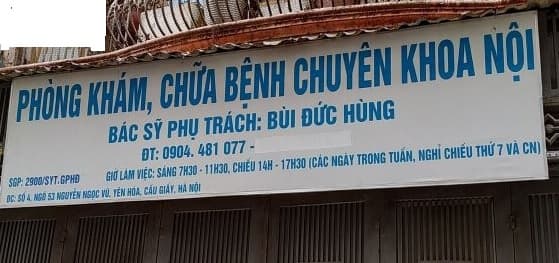 PHÒNG KHÁM, CHỮA BỆNH CHUYÊN KHOA NỘI
BÁC SỸ PHỤ TRÁCH: BÙI ĐỨC HÙNG
ĐT: 0904. 481 077 -
GIỜ LÀM VIỆC: SÁNG 7H30 - 11H30, CHIỀU 14H - 17H30 (CÁC NGÀY TRONG TUẦN, NGHỈ CHIỀU THỨ 7 VÀ CN)
SGP: 2900/SYT.GPHĐ
ĐC: SỐ 4, NGÕ 53 NGUYỄN NGỌC VŨ, YÊN HÒA, CẦU GIẤY, HÀ NỘI